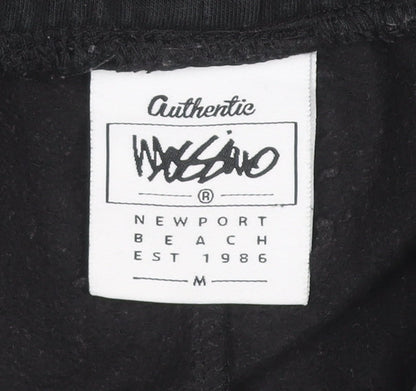 Authentic
Mossimo
®
NEWPORT
BEACH
EST 1986
M